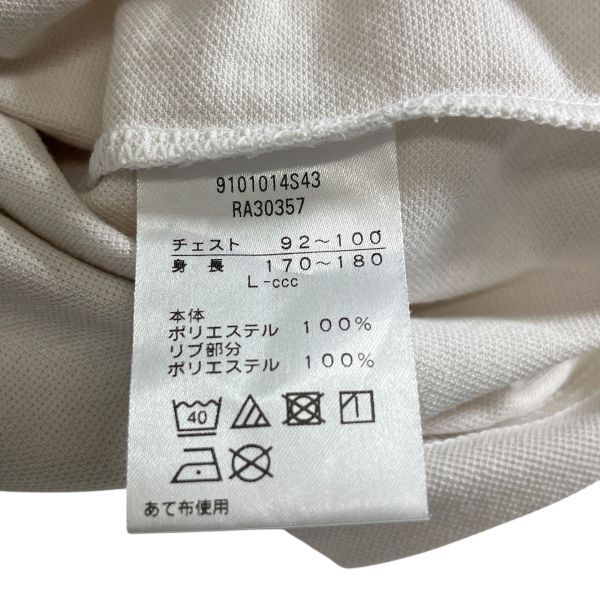 9101014S43
RA30357
チェスト 92~100
身長 170~180
L-ccc
本体
ポリエステル 100%
リブ部分
ポリエステル 100%
40
あて布使用